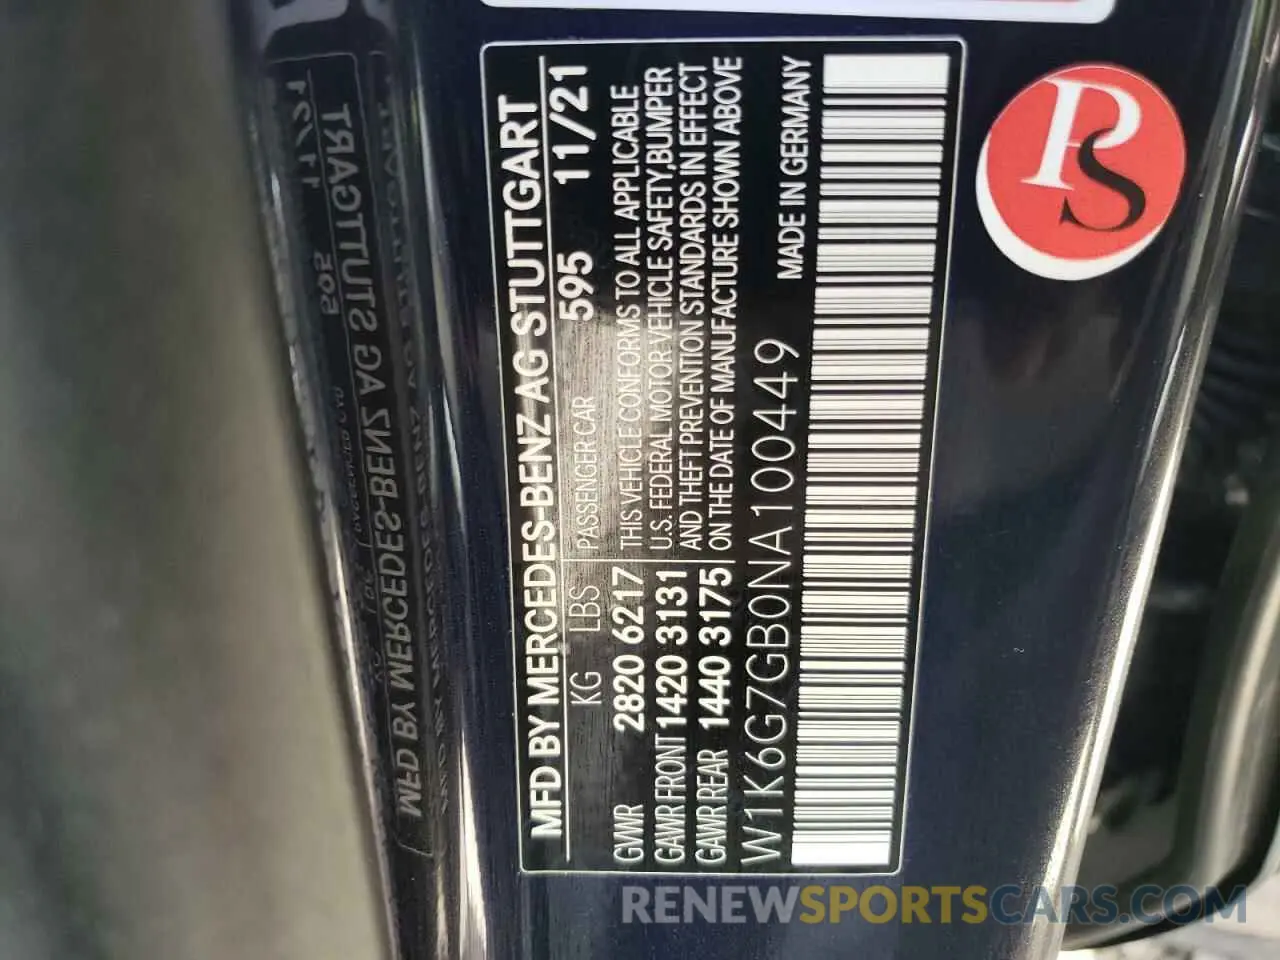 MFD BY MERCEDES-BENZ AG STUTTGART
KG LBS PASSENGER CAR 595 11/21
GVWR 2820 6217 THIS VEHICLE CONFORMS TO ALL APPLICABLE
U.S. FEDERAL MOTOR VEHICLE SAFETY,BUMPER
GAWR FRONT 1420 3131 AND THEFT PREVENTION STANDARDS IN EFFECT
GAWR REAR 1440 3175 ON THE DATE OF MANUFACTURE SHOWN ABOVE
W1K6G7GB0NA100449 MADE IN GERMANY
PS
RENEWSPORTSCARS.COM